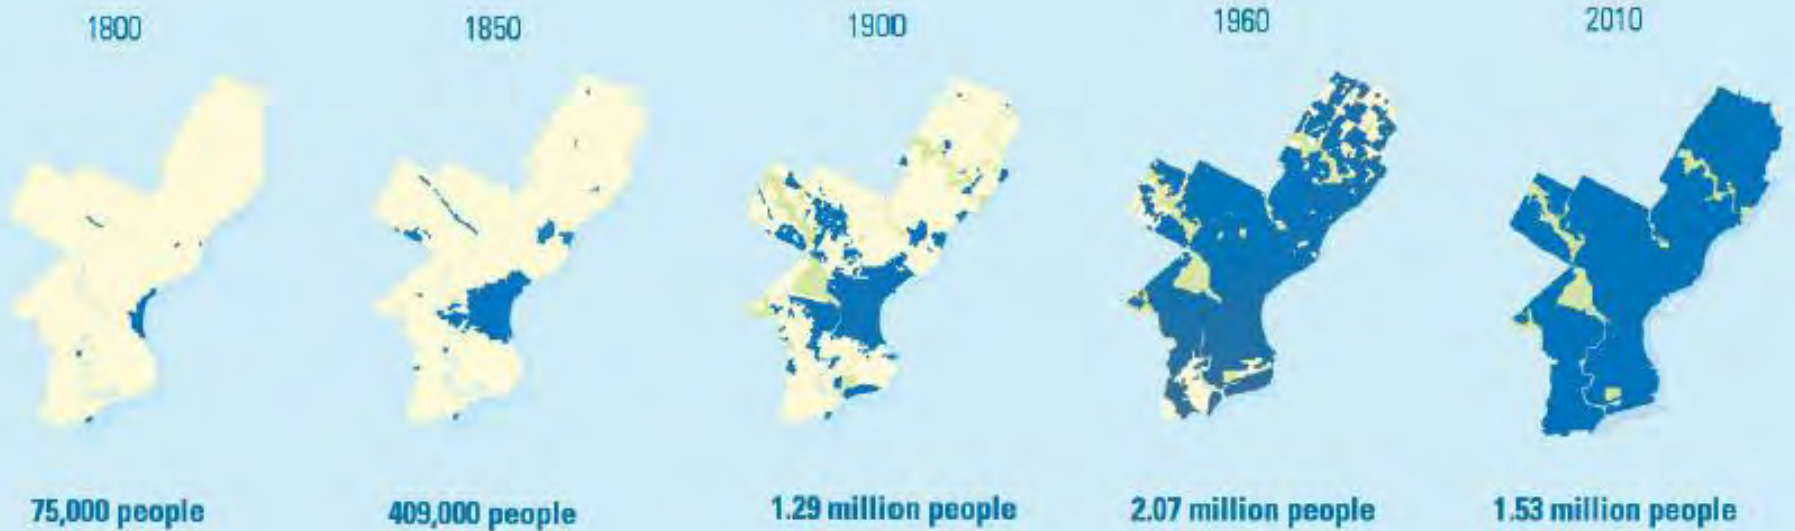 1800
1850
1900
1960
2010
75,000 people
409,000 people
1.29 million people
2.07 million people
1.53 million people